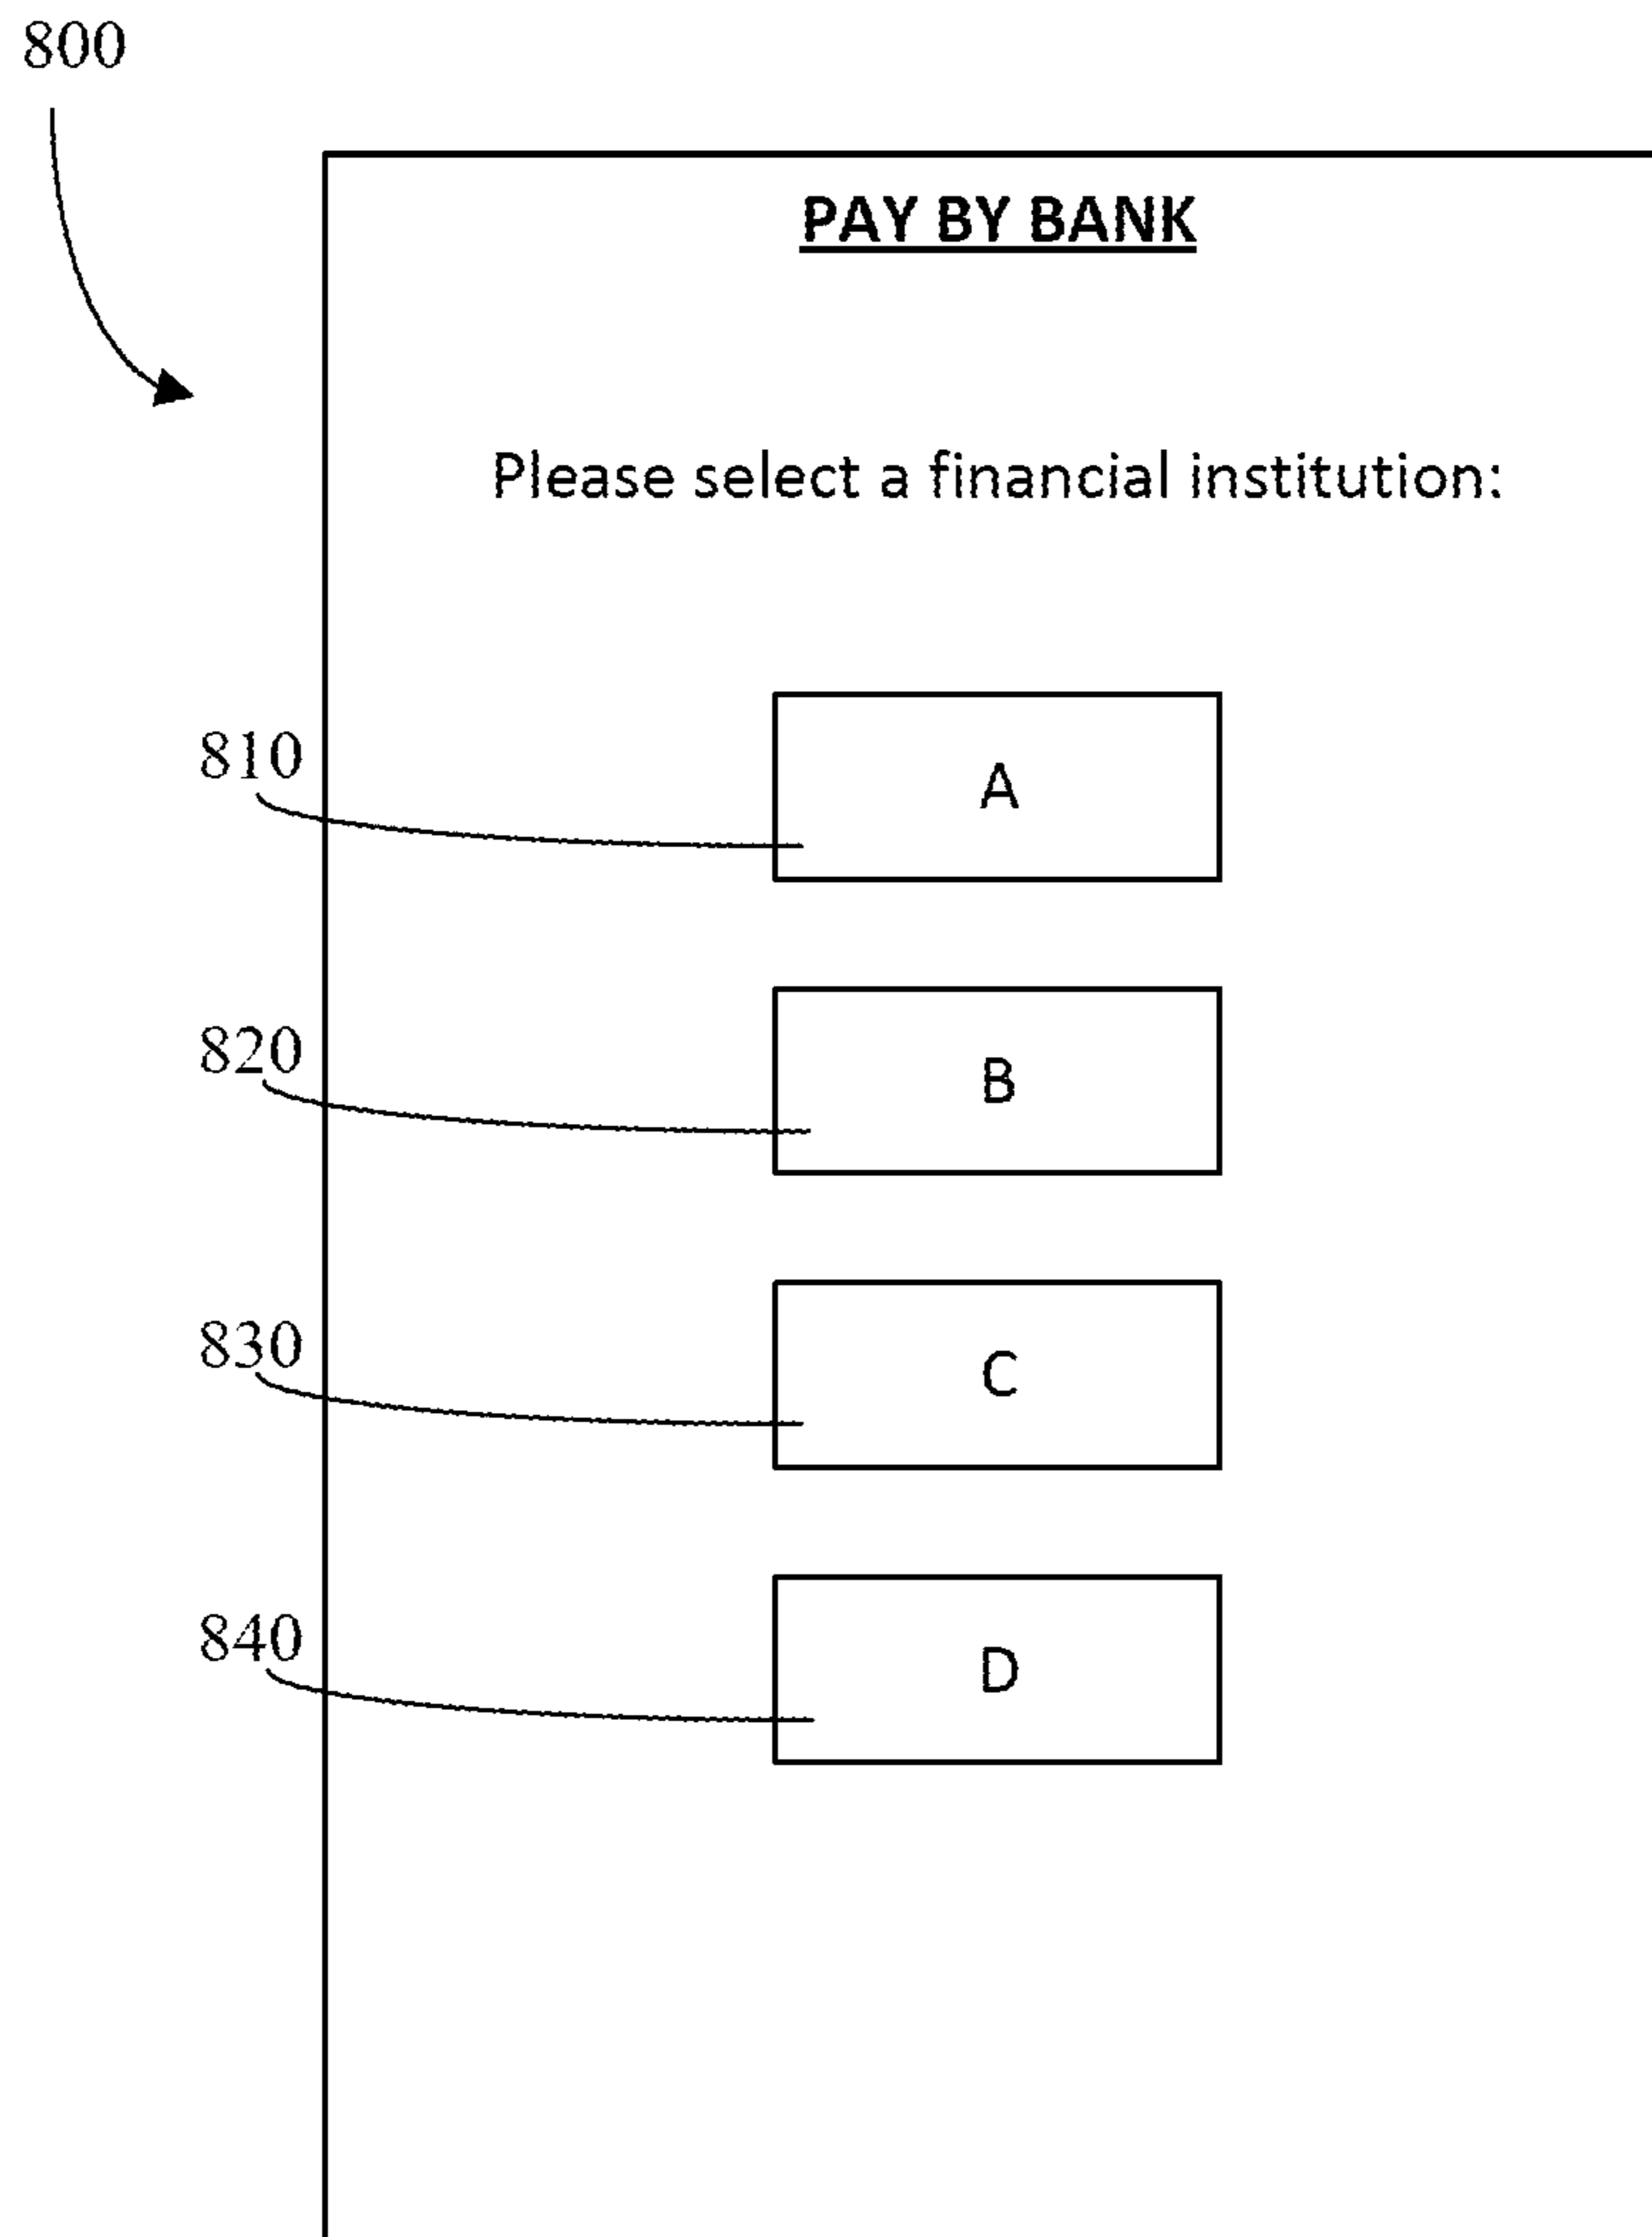 800
PAY BY BANK
Please select a financial institution:
810
A
820
B
830
C
840
D